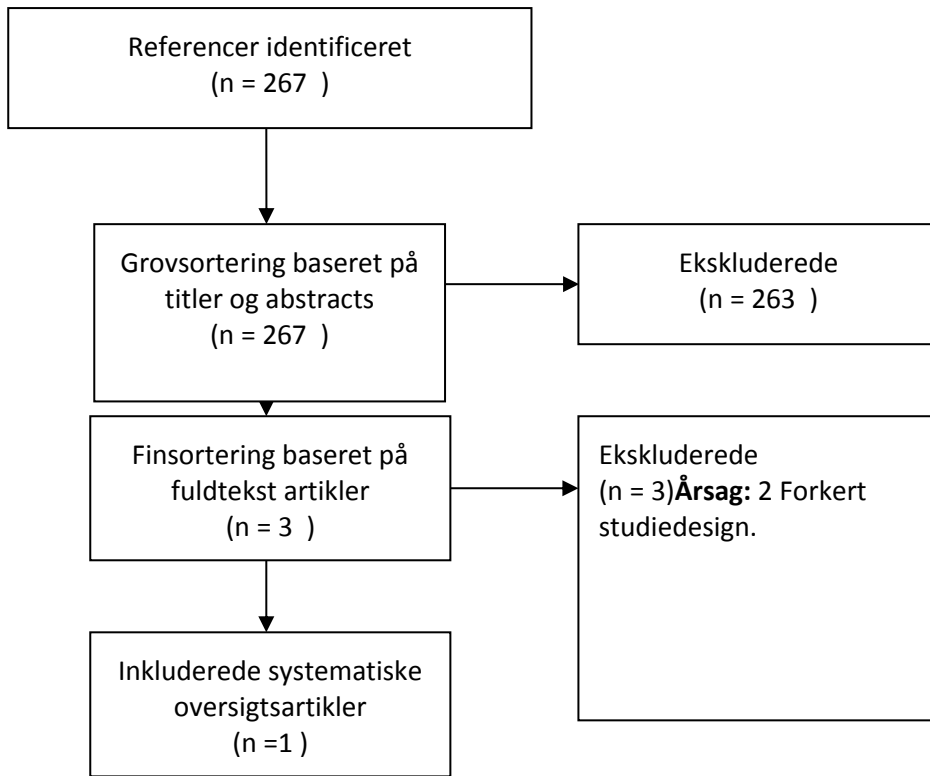 Referencer identificeret
(n = 267  )
Grovsortering baseret på
titler og abstracts
(n = 267  )
Ekskluderede
(n = 263  )
Finsortering baseret på
fuldtekst artikler
(n = 3  )
Ekskluderede
(n = 3)Årsag: 2 Forkert
studiedesign.
Inkluderede systematiske
oversigtsartikler
(n =1 )